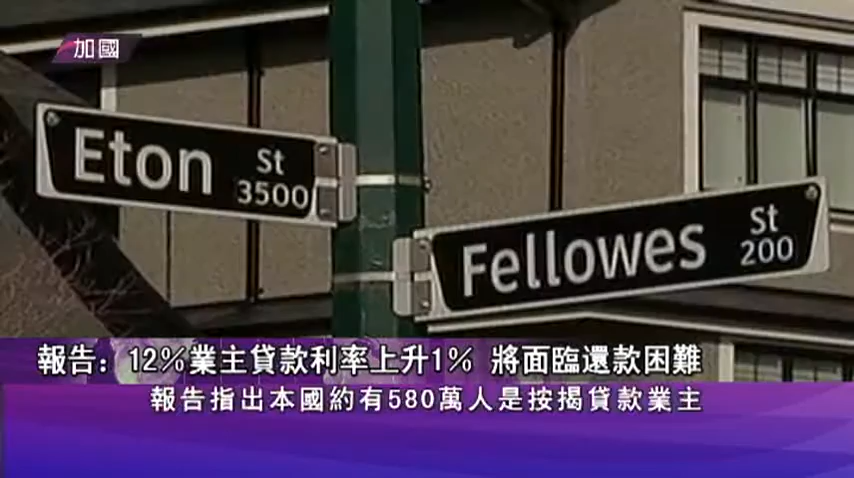 加國
Eton St
3500
Fellowes St
200
報告：12%業主貸款利率上升1% 將面臨還款困難
報告指出本國約有580萬人是按揭貸款業主